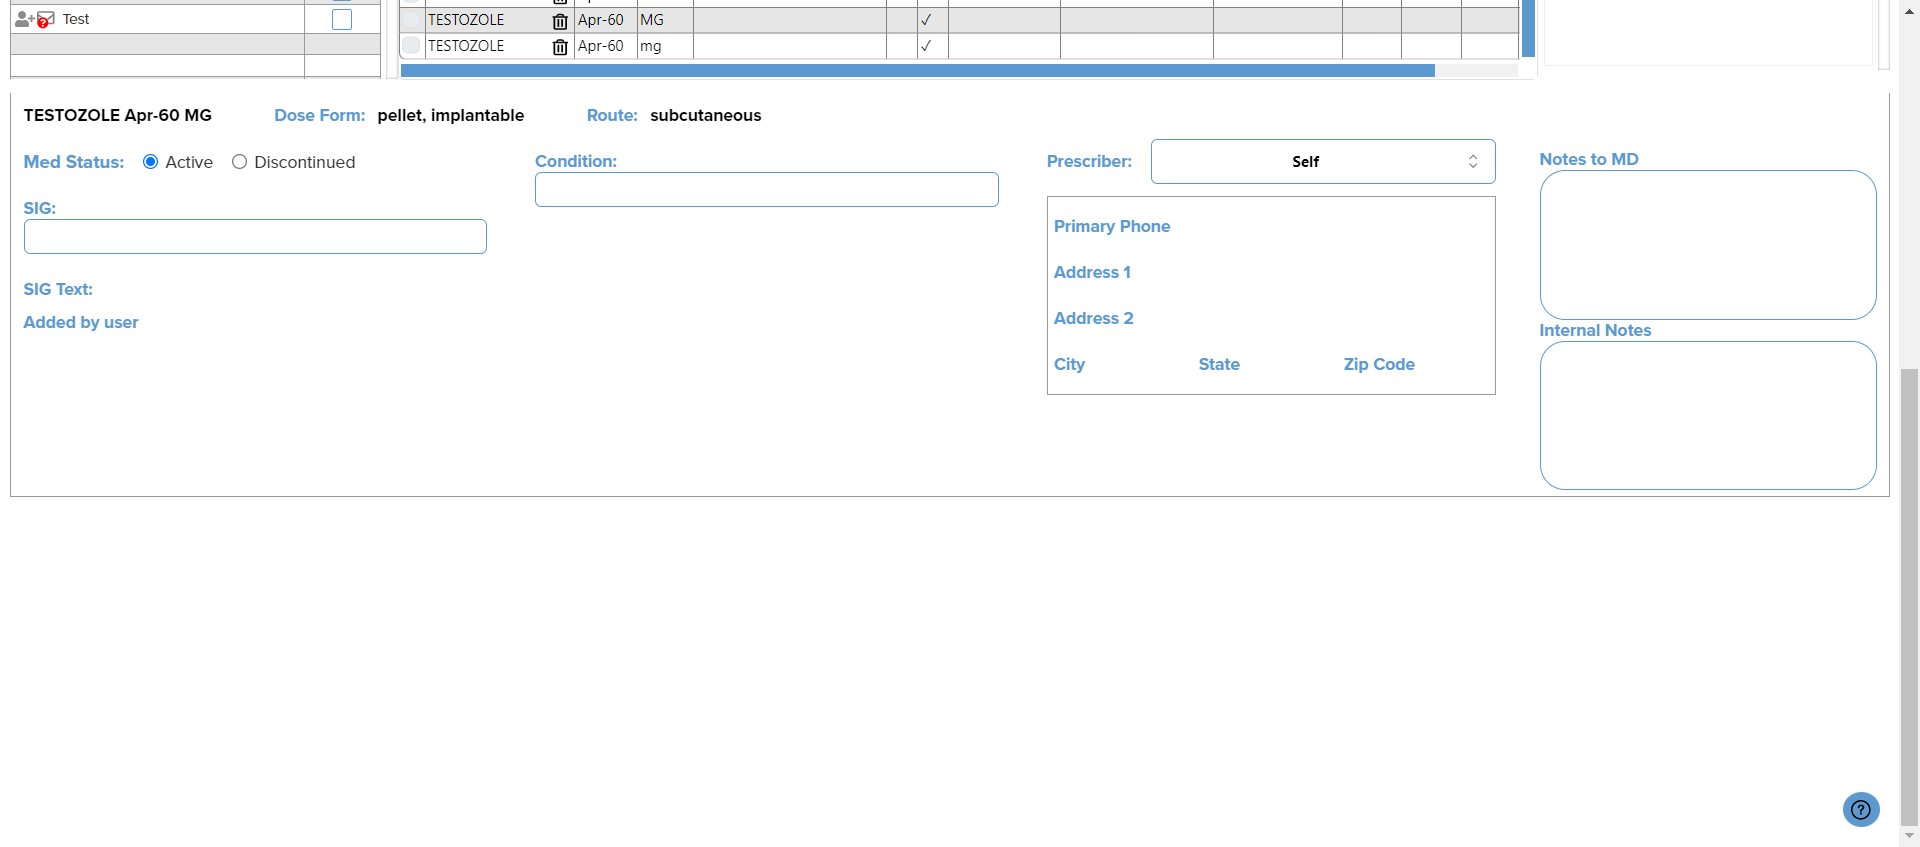 Test
TESTOZOLE Apr-60 MG ✓
TESTOZOLE Apr-60 mg ✓
TESTOZOLE Apr-60 MG Dose Form: pellet, implantable Route: subcutaneous
Med Status: Active Discontinued
Condition:
Prescriber: Self
Notes to MD
SIG:
Primary Phone
Address 1
SIG Text:
Address 2
Added by user
Internal Notes
City State Zip Code